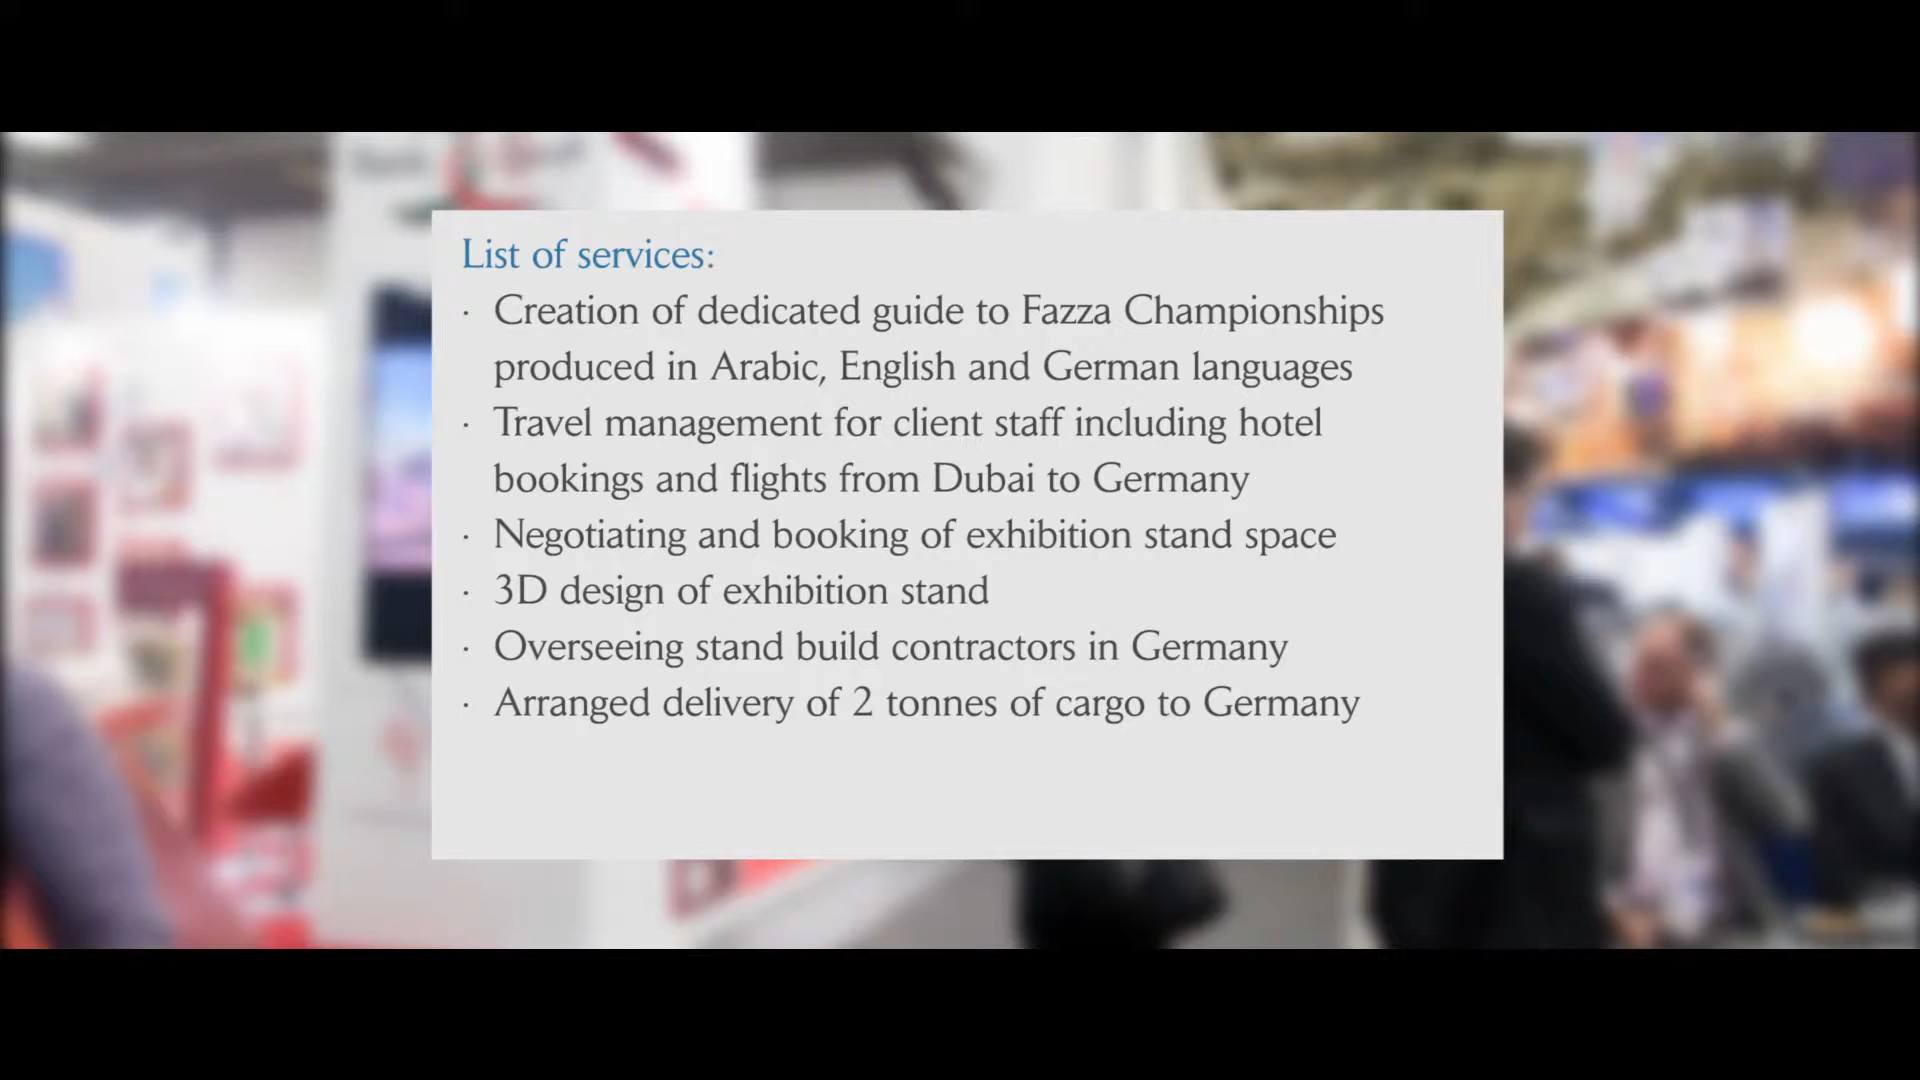 List of services:
· Creation of dedicated guide to Fazza Championships
produced in Arabic, English and German languages
· Travel management for client staff including hotel
bookings and flights from Dubai to Germany
· Negotiating and booking of exhibition stand space
· 3D design of exhibition stand
· Overseeing stand build contractors in Germany
· Arranged delivery of 2 tonnes of cargo to Germany